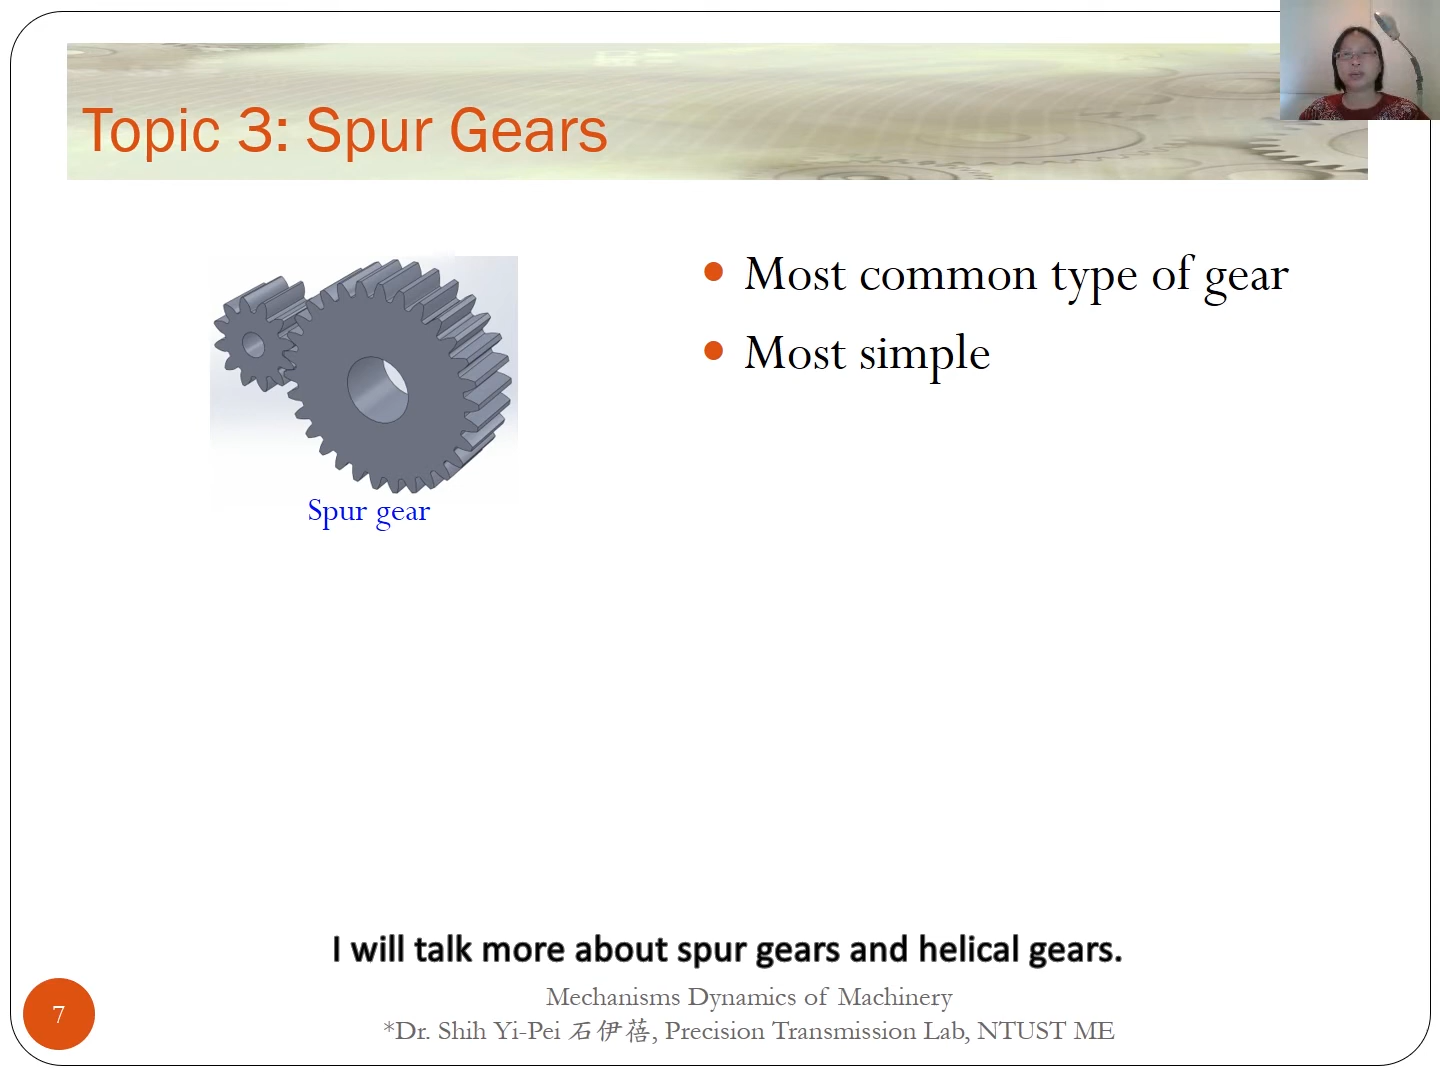 Topic 3: Spur Gears
Most common type of gear
Most simple
Spur gear
I will talk more about spur gears and helical gears.
7
Mechanisms Dynamics of Machinery
*Dr. Shih Yi-Pei 石伊蓓, Precision Transmission Lab, NTUST ME